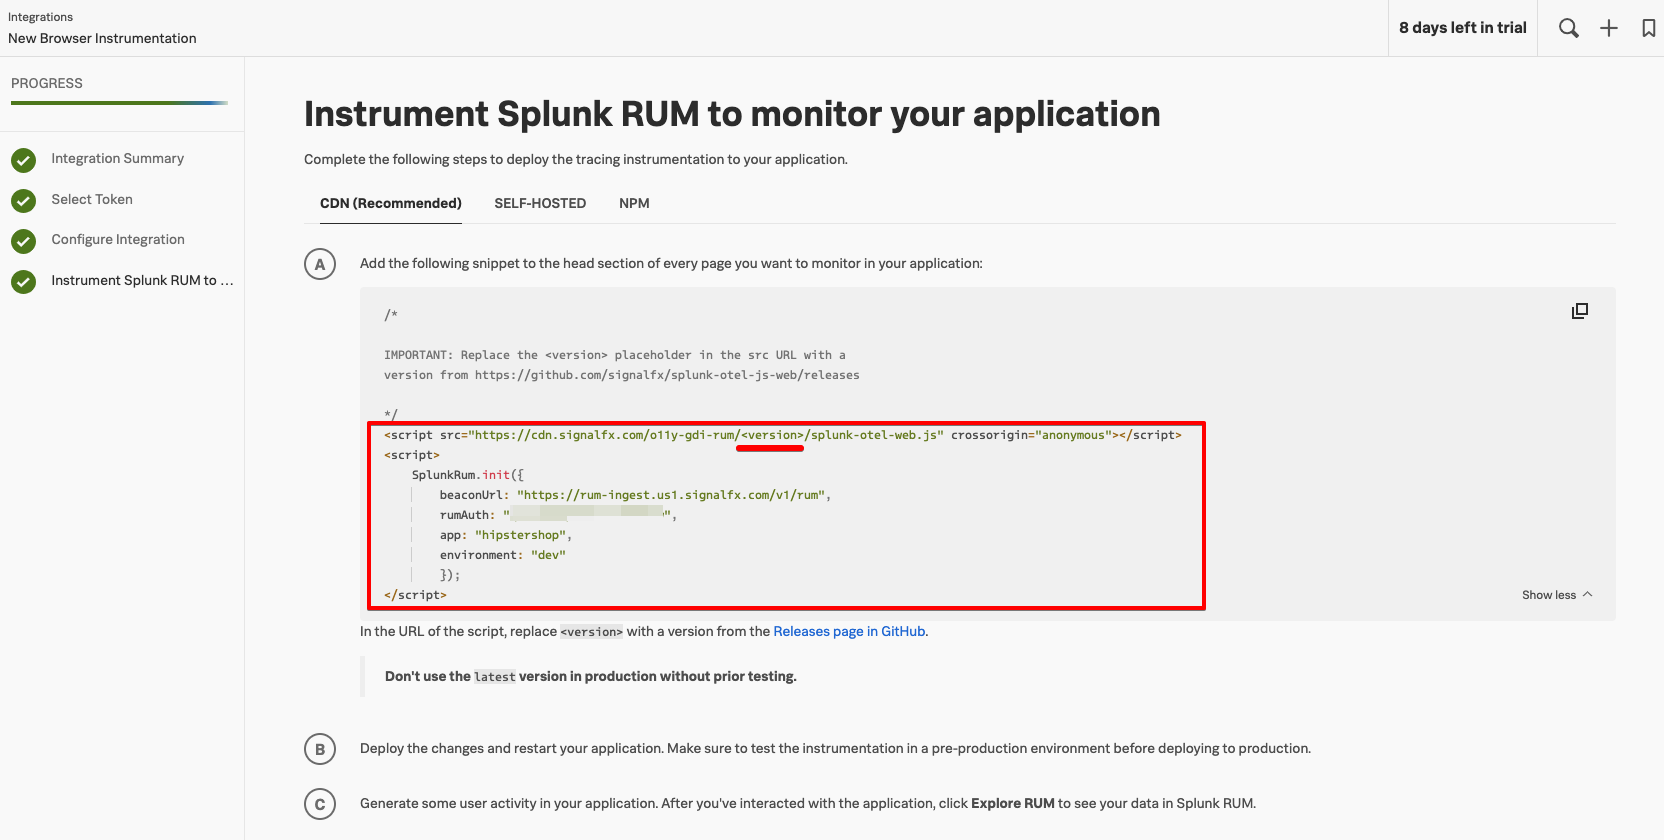 Integrations
New Browser Instrumentation
8 days left in trial
PROGRESS
Integration Summary
Select Token
Configure Integration
Instrument Splunk RUM to ...
Instrument Splunk RUM to monitor your application
Complete the following steps to deploy the tracing instrumentation to your application.
CDN (Recommended) SELF-HOSTED NPM
A Add the following snippet to the head section of every page you want to monitor in your application:
/*
IMPORTANT: Replace the <version> placeholder in the src URL with a
version from https://github.com/signalfx/splunk-otel-js-web/releases
*/
<script src="https://cdn.signalfx.com/o11y-gdi-rum/<version>/splunk-otel-web.js" crossorigin="anonymous"></script>
<script>
SplunkRum.init({
beaconUrl: "https://rum-ingest.us1.signalfx.com/v1/rum",
rumAuth: "",
app: "hipstershop",
environment: "dev"
});
</script>
Show less
In the URL of the script, replace <version> with a version from the Releases page in GitHub.
Don't use the latest version in production without prior testing.
B Deploy the changes and restart your application. Make sure to test the instrumentation in a pre-production environment before deploying to production.
C Generate some user activity in your application. After you've interacted with the application, click Explore RUM to see your data in Splunk RUM.